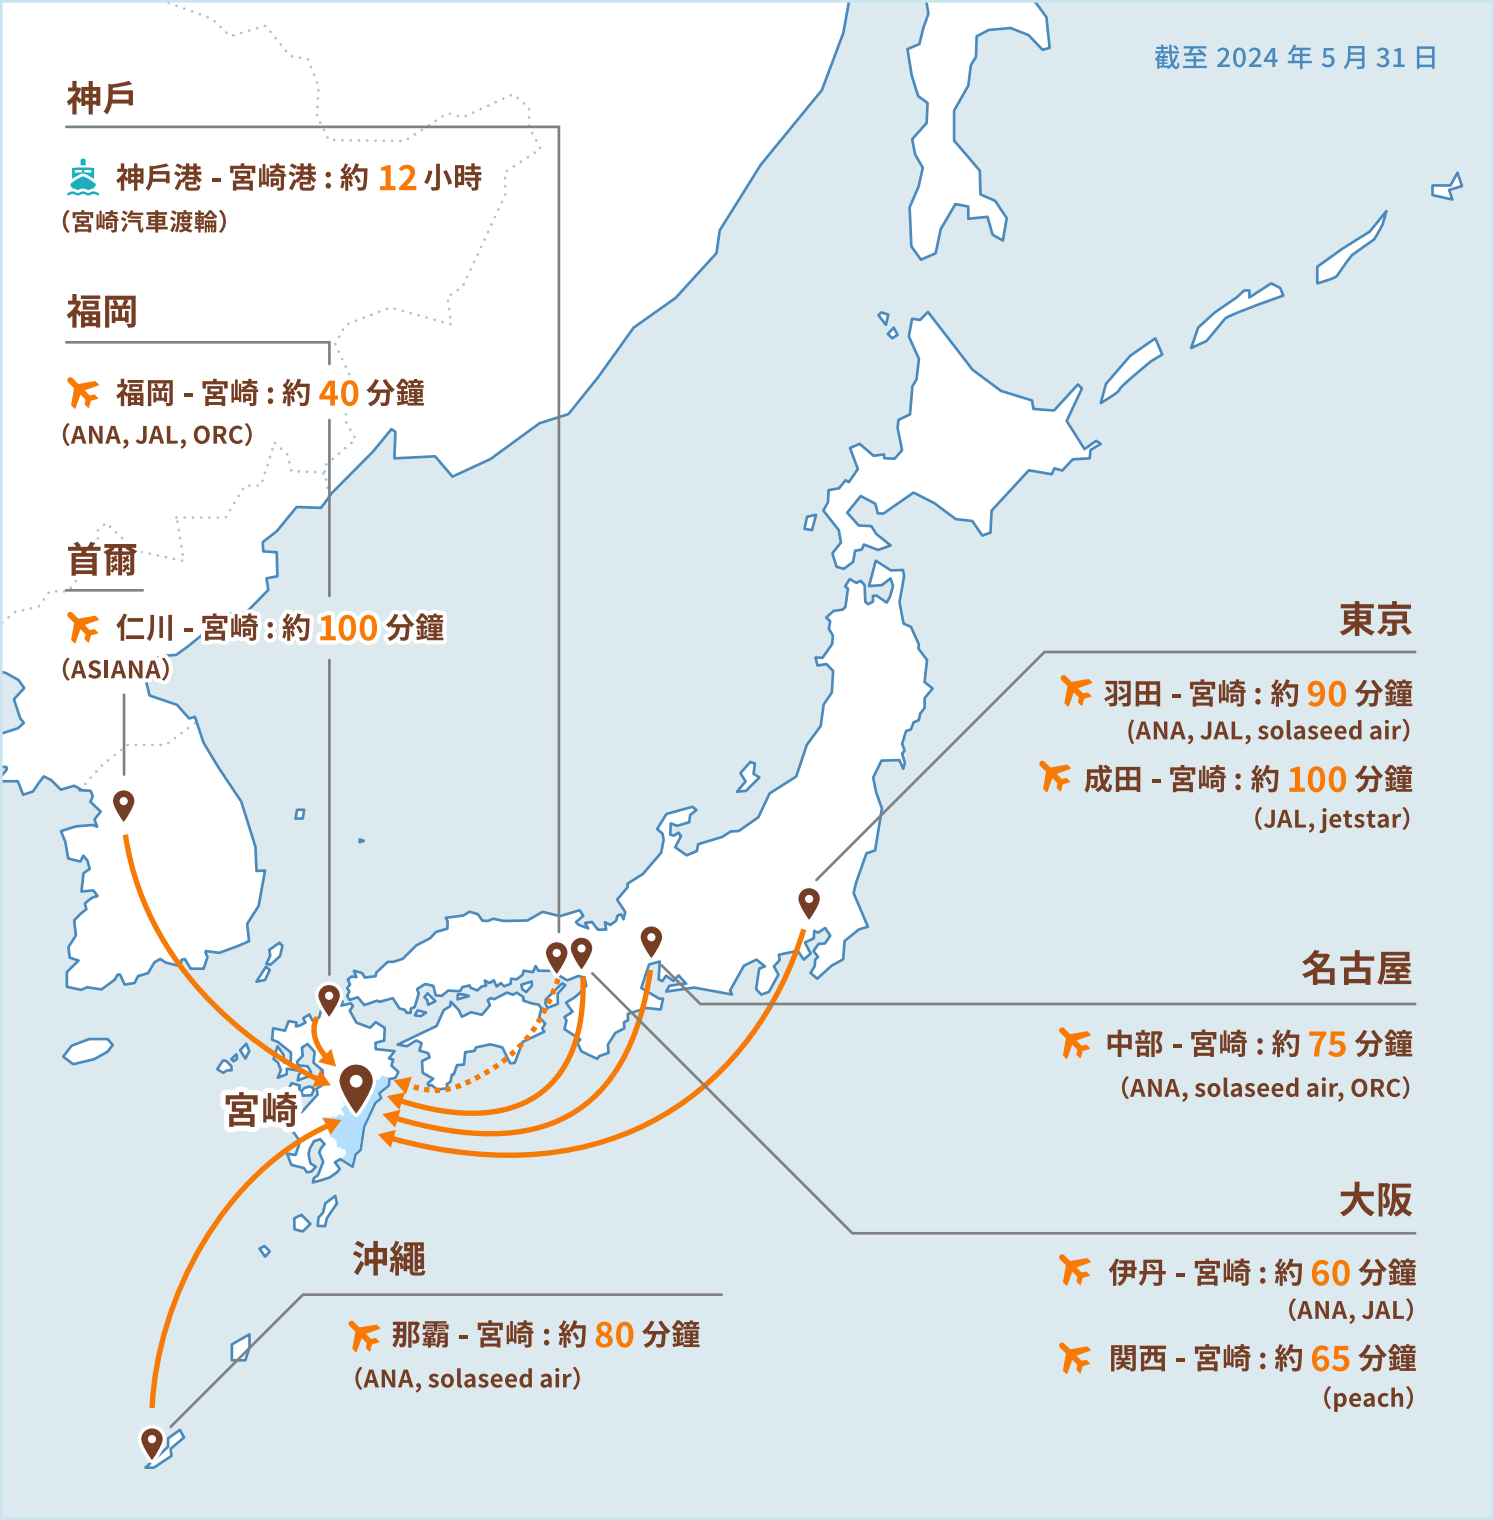 截至 2024 年 5 月 31 日
神戶
神戶港 - 宮崎港 : 約 12 小時
（宮崎汽車渡輪）
福岡
福岡 - 宮崎 : 約 40 分鐘
（ANA, JAL, ORC）
首爾
仁川 - 宮崎 : 約 100 分鐘
（ASIANA）
東京
羽田 - 宮崎 : 約 90 分鐘
(ANA, JAL, solaseed air）
成田 - 宮崎 : 約 100 分鐘
（JAL, jetstar）
名古屋
中部 - 宮崎 : 約 75 分鐘
（ANA, solaseed air, ORC）
宮崎
大阪
伊丹 - 宮崎 : 約 60 分鐘
（ANA, JAL）
関西 - 宮崎 : 約 65 分鐘
（peach）
沖繩
那霸 - 宮崎 : 約 80 分鐘
（ANA, solaseed air）